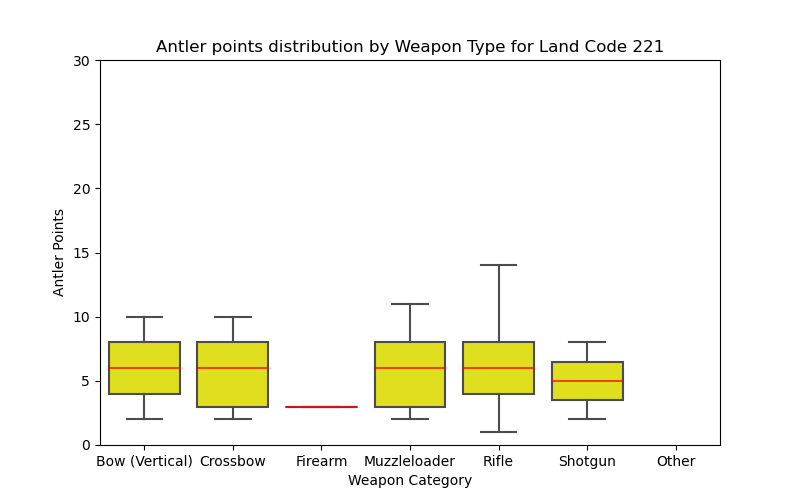 Antler points distribution by Weapon Type for Land Code 221
30
25
20
15
10
5
0
Antler Points
Bow (Vertical) Crossbow Firearm Muzzleloader Rifle Shotgun Other
Weapon Category